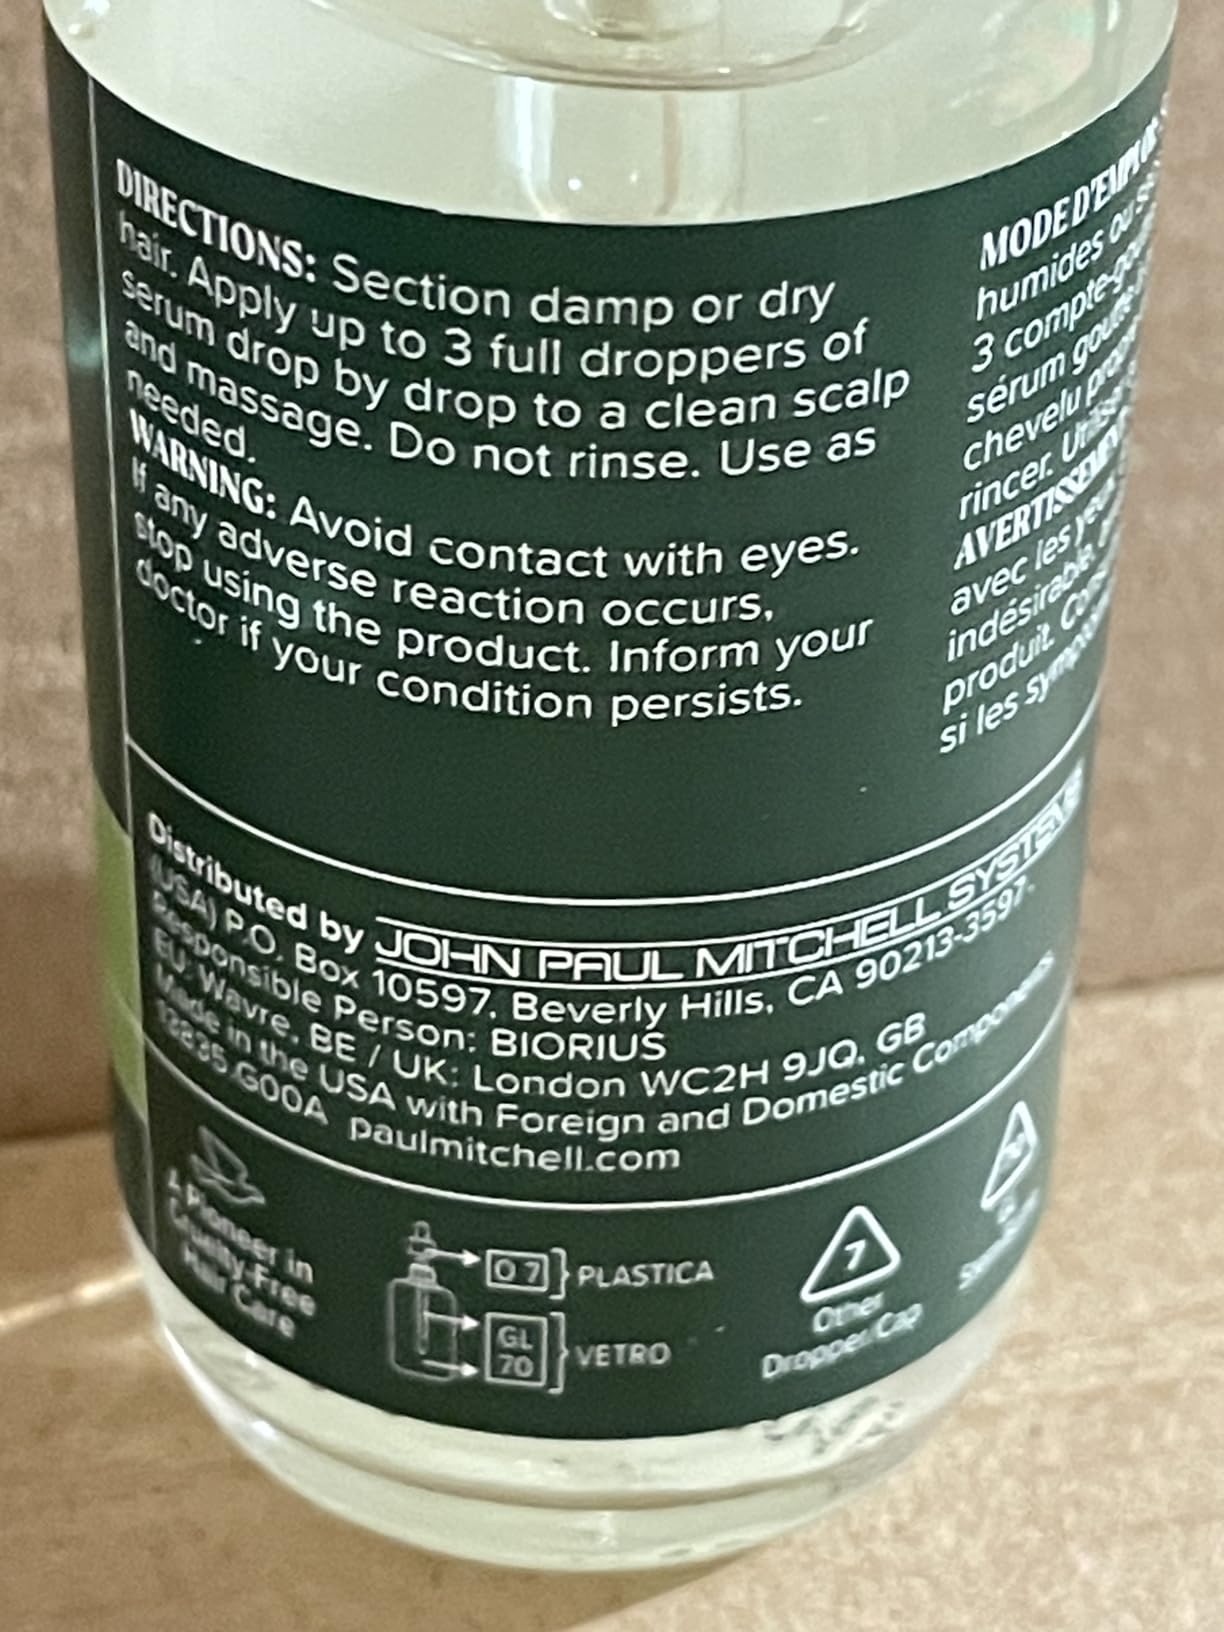 DIRECTIONS: Section damp or dry
hair. Apply up to 3 full droppers of
serum drop by drop to a clean scalp
and massage. Do not rinse. Use as
needed.
WARNING: Avoid contact with eyes.
If any adverse reaction occurs,
stop using the product. Inform your
doctor if your condition persists.
MODE D'EMPLOI
humides ou
3 compte-
sérum goutte
chevelu
rincer.
AVERTISSEMENT
avec les yeux
indésirable,
produit.
si les
Distributed by JOHN PAUL MITCHELL SYSTEMS
(USA) P.O. Box 10597, Beverly Hills, CA 90213-3597.
Responsible Person: BIORIUS
EU: Wavre, BE / UK: London WC2H 9JQ, GB
Made in the USA with Foreign and Domestic Components
G00A paulmitchell.com
A Pioneer in
Cruelty-Free
Hair Care
O 7 PLASTICA
GL
70 VETRO
7
Other
Dropper/Cap